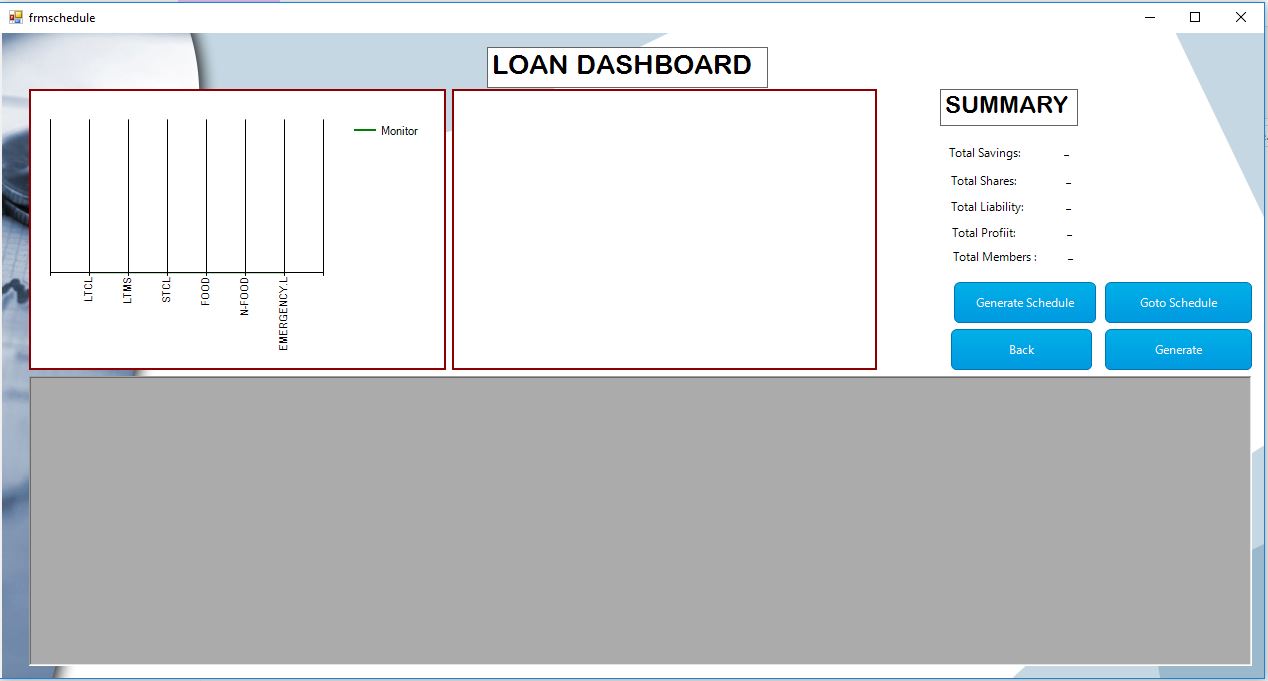 frmschedule
LOAN DASHBOARD
Monitor
LTCL
LTMS
STCL
FOOD
N-FOOD
EMERGENCY.L
SUMMARY
Total Savings: -
Total Shares: -
Total Liability: -
Total Profiit: -
Total Members : -
Generate Schedule
Goto Schedule
Back
Generate